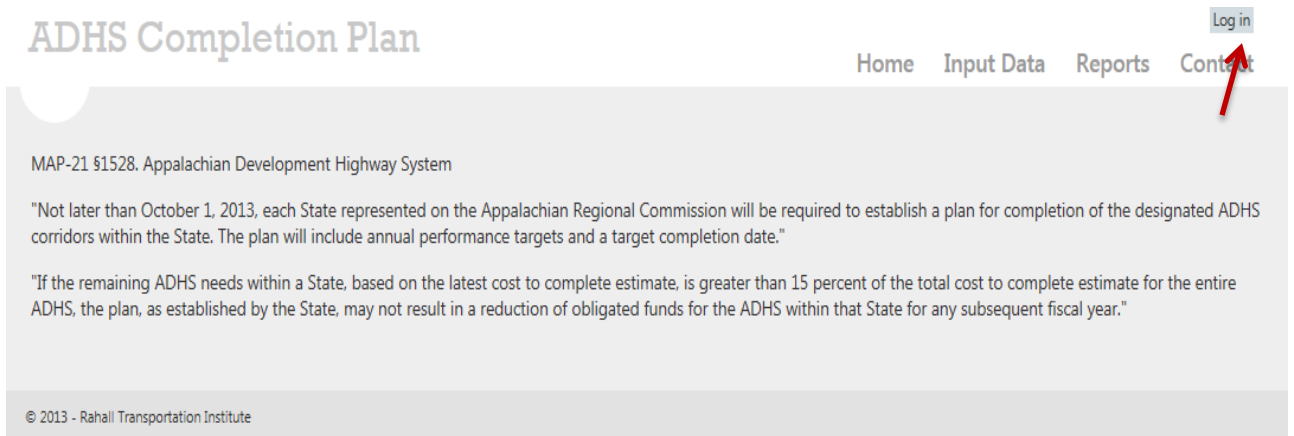 Log in
ADHS Completion Plan
Home Input Data Reports Contact
MAP-21 §1528. Appalachian Development Highway System
"Not later than October 1, 2013, each State represented on the Appalachian Regional Commission will be required to establish a plan for completion of the designated ADHS
corridors within the State. The plan will include annual performance targets and a target completion date."
"If the remaining ADHS needs within a State, based on the latest cost to complete estimate, is greater than 15 percent of the total cost to complete estimate for the entire
ADHS, the plan, as established by the State, may not result in a reduction of obligated funds for the ADHS within that State for any subsequent fiscal year."
© 2013 - Rahall Transportation Institute